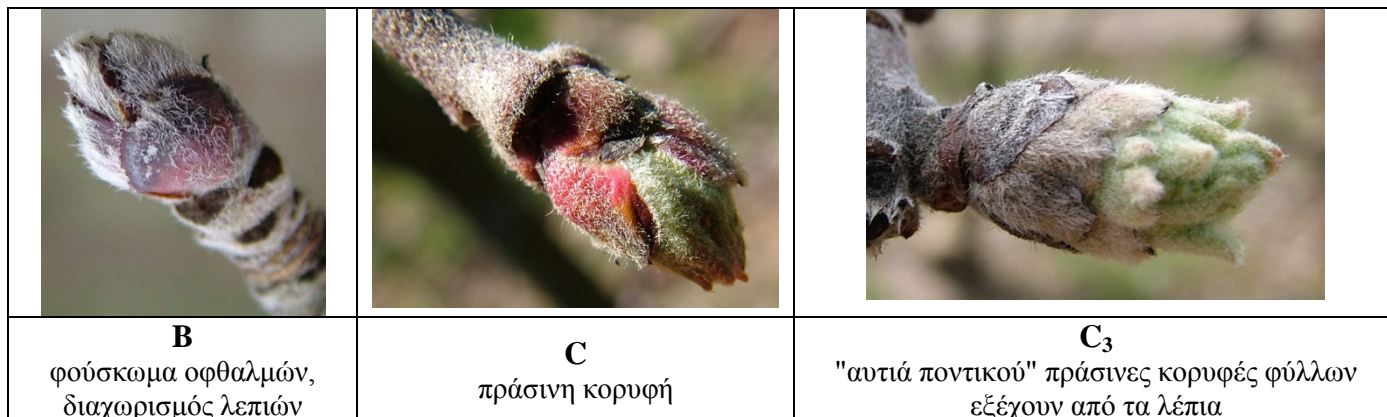 B
φούσκωμα οφθαλμών,
διαχωρισμός λεπιών
C
πράσινη κορυφή
C₃
"αυτιά ποντικού" πράσινες κορυφές φύλλων
εξέχουν από τα λέπια